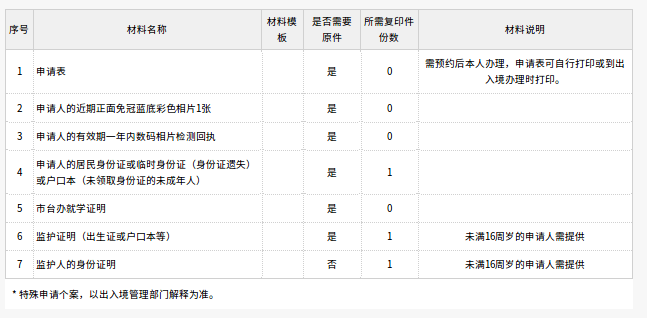 序号 材料名称 材料模板 是否需要原件 所需复印件份数 材料说明
1 申请表 是 0 需预约后本人办理，申请表可自行打印或到出入境办理时打印。
2 申请人的近期正面免冠蓝底彩色相片1张 是 0
3 申请人的有效期一年内数码相片检测回执 是 0
4 申请人的居民身份证或临时身份证（身份证遗失）或户口本（未领取身份证的未成年人） 是 1
5 市台办就学证明 是 0
6 监护证明（出生证或户口本等） 是 1 未满16周岁的申请人需提供
7 监护人的身份证明 否 1 未满16周岁的申请人需提供
* 特殊申请个案，以出入境管理部门解释为准。